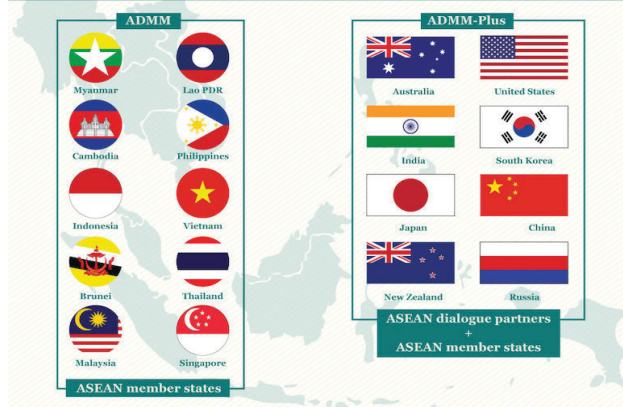 ADMM
Myanmar
Lao PDR
Cambodia
Philippines
Indonesia
Vietnam
Brunei
Thailand
Malaysia
Singapore
ASEAN member states
ADMM-Plus
Australia
United States
India
South Korea
Japan
China
New Zealand
Russia
ASEAN dialogue partners
+
ASEAN member states